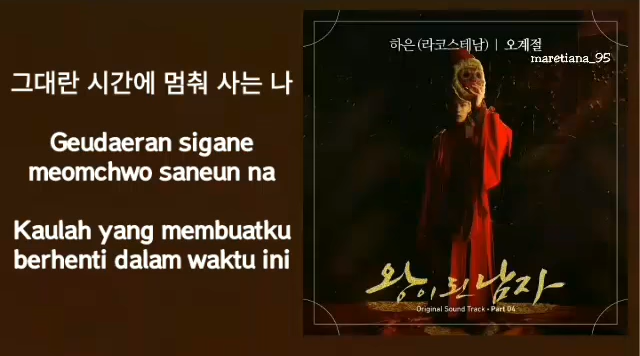 그대란 시간에 멈춰 사는 나
Geudaeran sigane
meomchwo saneun na
Kaulah yang membuatku
berhenti dalam waktu ini
하은 (라코스테남) | 오계절
maretiana_95
왕이 된 남자
Original Sound Track - Part 04